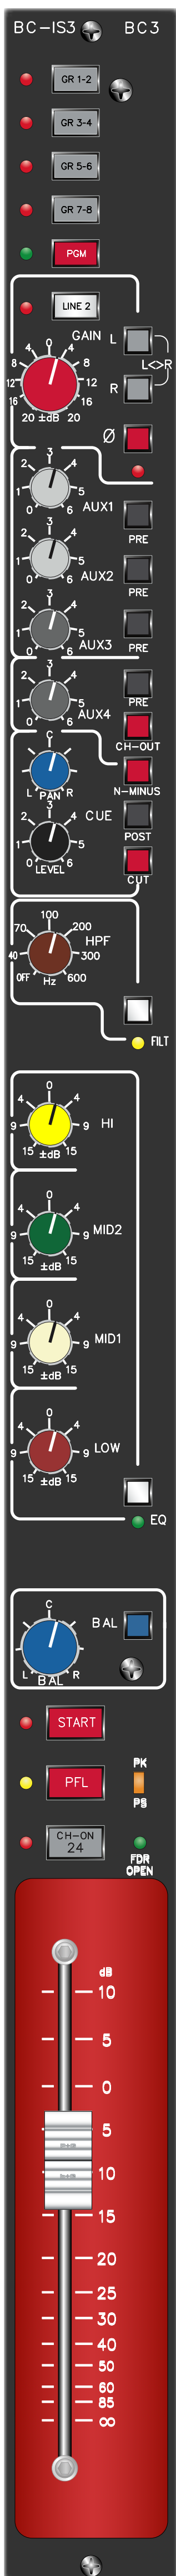 BC-IS3 BC3
GR 1-2
GR 3-4
GR 5-6
GR 7-8
PGM
LINE 2
GAIN L
0
4 4
8 8
12 12
16 16
20 ±dB 20
L<>R
R
Ø
3
2 4
1 5
0 6
AUX1
PRE
3
2 4
1 5
0 6
AUX2
PRE
3
2 4
1 5
0 6
AUX3
PRE
3
2 4
1 5
0 6
AUX4
PRE
CH-OUT
C
L PAN R
N-MINUS
3
2 4
1 5
0 6
LEVEL
CUE
POST
CUT
100
70 200
HPF
40 300
OFF Hz 600
FILT
0
4 4
9 9 HI
15 15
±dB
0
4 4
9 9 MID2
15 15
±dB
0
4 4
9 9 MID1
15 15
±dB
0
4 4
9 9 LOW
15 15
±dB
EQ
C
BAL
L R
BAL
START
PFL
PK
PS
CH-ON
24
FDR
OPEN
dB
10
5
0
5
10
15
20
25
30
40
50
60
85
∞